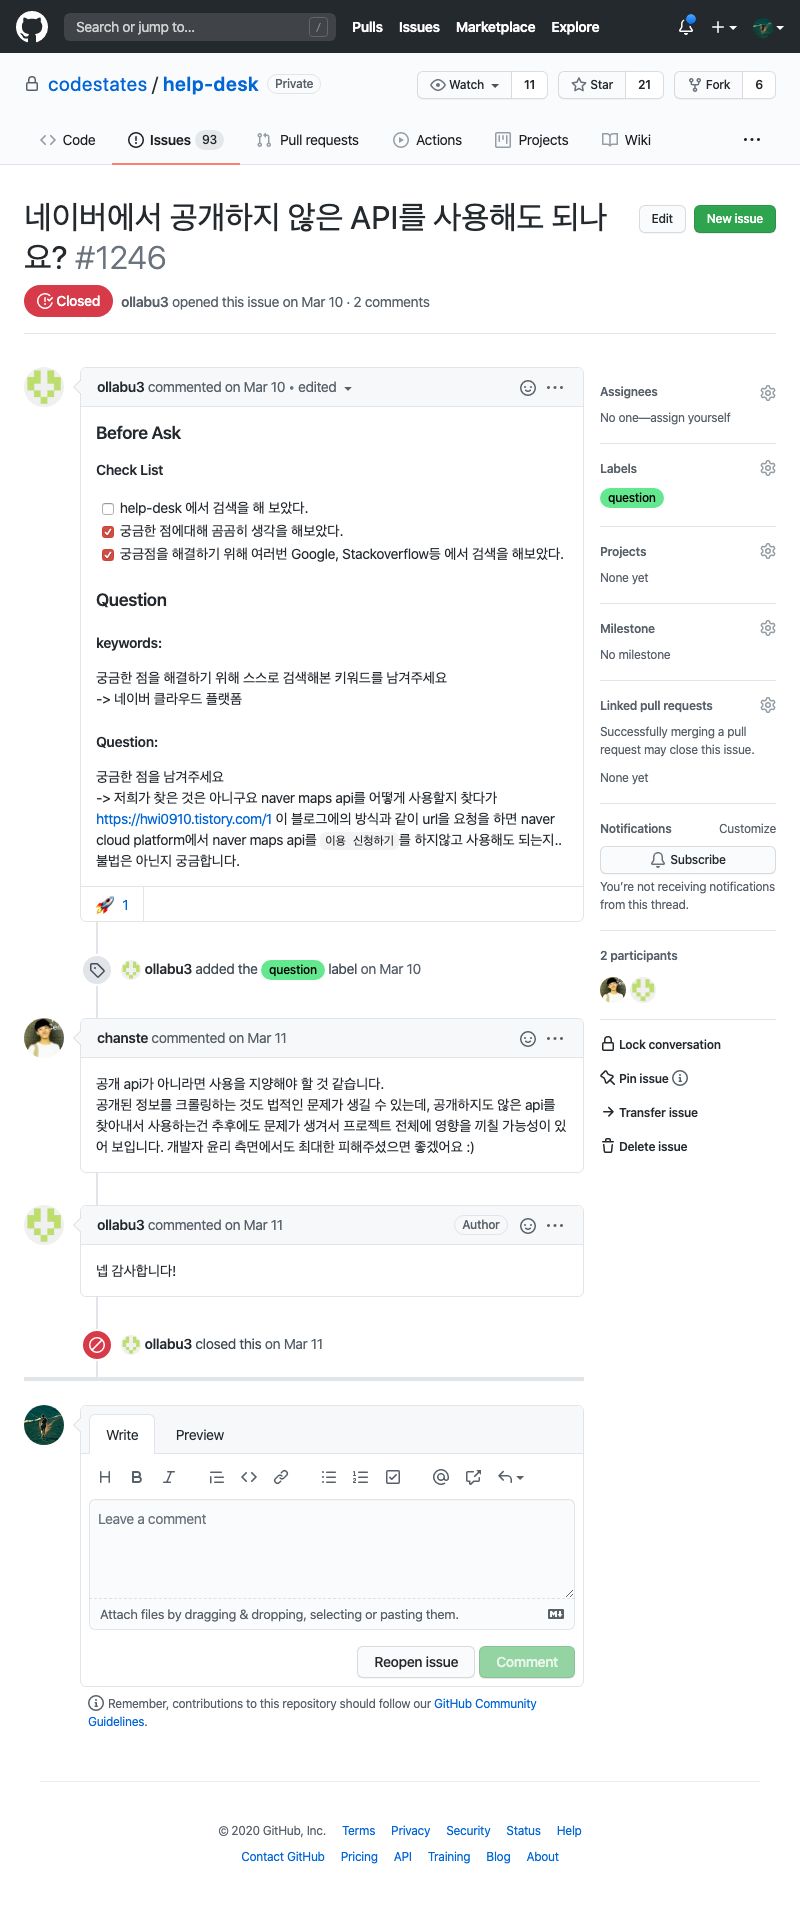 Search or jump to... /
Pulls Issues Marketplace Explore
codestates / help-desk Private
Watch 11 Star 21 Fork 6
Code Issues 93 Pull requests Actions Projects Wiki
네이버에서 공개하지 않은 API를 사용해도 되나
요? #1246
Edit New issue
Closed ollabu3 opened this issue on Mar 10 · 2 comments
ollabu3 commented on Mar 10 • edited
Before Ask
Check List
help-desk 에서 검색을 해 보았다.
궁금한 점에대해 곰곰히 생각을 해보았다.
궁금점을 해결하기 위해 여러번 Google, Stackoverflow등 에서 검색을 해보았다.
Question
keywords:
궁금한 점을 해결하기 위해 스스로 검색해본 키워드를 남겨주세요
-> 네이버 클라우드 플랫폼
Question:
궁금한 점을 남겨주세요
-> 저희가 찾은 것은 아니구요 naver maps api를 어떻게 사용할지 찾다가
https://hwi0910.tistory.com/1 이 블로그에의 방식과 같이 url을 요청을 하면 naver
cloud platform에서 naver maps api를 이용 신청하기 를 하지않고 사용해도 되는지..
불법은 아닌지 궁금합니다.
1
ollabu3 added the question label on Mar 10
chanste commented on Mar 11
공개 api가 아니라면 사용을 지양해야 할 것 같습니다.
공개된 정보를 크롤링하는 것도 법적인 문제가 생길 수 있는데, 공개하지도 않은 api를
찾아내서 사용하는건 추후에도 문제가 생겨서 프로젝트 전체에 영향을 끼칠 가능성이 있
어 보입니다. 개발자 윤리 측면에서도 최대한 피해주셨으면 좋겠어요 :)
ollabu3 commented on Mar 11 Author
넵 감사합니다!
ollabu3 closed this on Mar 11
Write Preview
Leave a comment
Attach files by dragging & dropping, selecting or pasting them.
Reopen issue Comment
Remember, contributions to this repository should follow our GitHub Community
Guidelines.
Assignees
No one—assign yourself
Labels
question
Projects
None yet
Milestone
No milestone
Linked pull requests
Successfully merging a pull
request may close this issue.
None yet
Notifications Customize
Subscribe
You're not receiving notifications
from this thread.
2 participants
Lock conversation
Pin issue
Transfer issue
Delete issue
© 2020 GitHub, Inc. Terms Privacy Security Status Help
Contact GitHub Pricing API Training Blog About